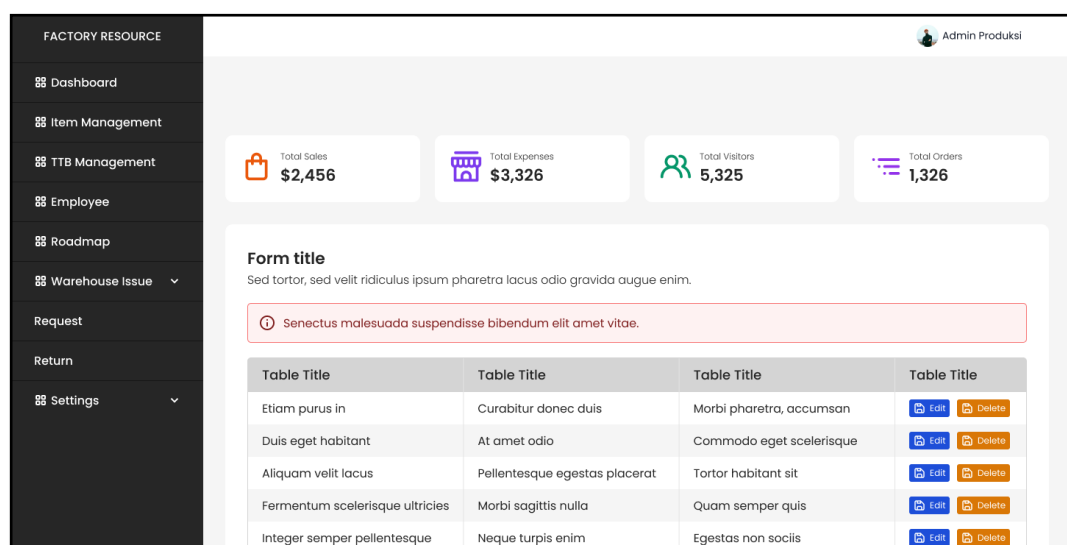 FACTORY RESOURCE
Admin Produksi
Dashboard
Item Management
TTB Management
Employee
Roadmap
Warehouse Issue
Request
Return
Settings
Total Sales
$2,456
Total Expenses
$3,326
Total Visitors
5,325
Total Orders
1,326
Form title
Sed tortor, sed velit ridiculus ipsum pharetra lacus odio gravida augue enim.
Senectus malesuada suspendisse bibendum elit amet vitae.
Table Title Table Title Table Title Table Title
Etiam purus in Curabitur donec duis Morbi pharetra, accumsan Edit Delete
Duis eget habitant At amet odio Commodo eget scelerisque Edit Delete
Aliquam velit lacus Pellentesque egestas placerat Tortor habitant sit Edit Delete
Fermentum scelerisque ultricies Morbi sagittis nulla Quam semper quis Edit Delete
Integer semper pellentesque Neque turpis enim Egestas non sociis Edit Delete